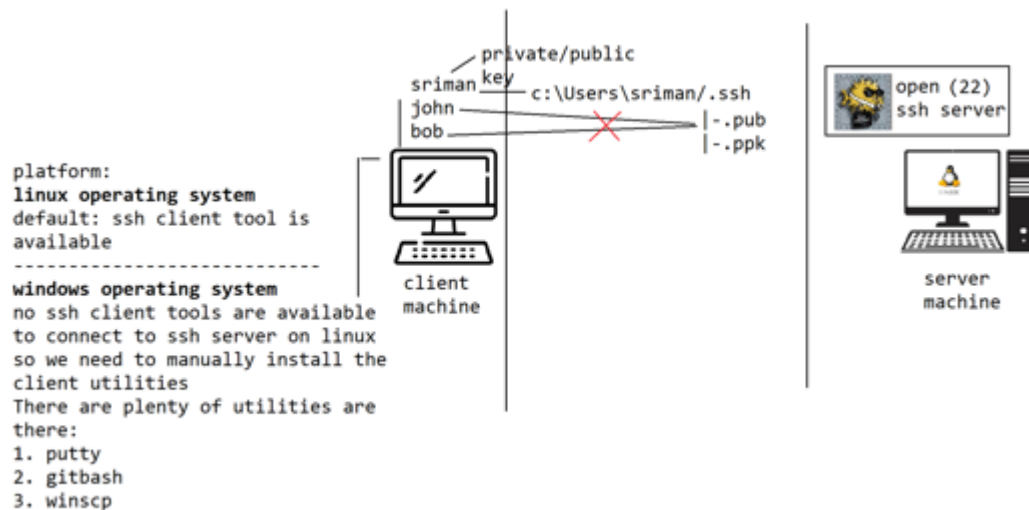 private/public
key
sriman
c:\Users\sriman/.ssh
john
|-.pub
bob
|-.ppk
open (22)
ssh server
platform:
linux operating system
default: ssh client tool is
available
----------------------------
windows operating system
no ssh client tools are available
to connect to ssh server on linux
so we need to manually install the
client utilities
There are plenty of utilities are
there:
1. putty
2. gitbash
3. winscp
client
machine
server
machine